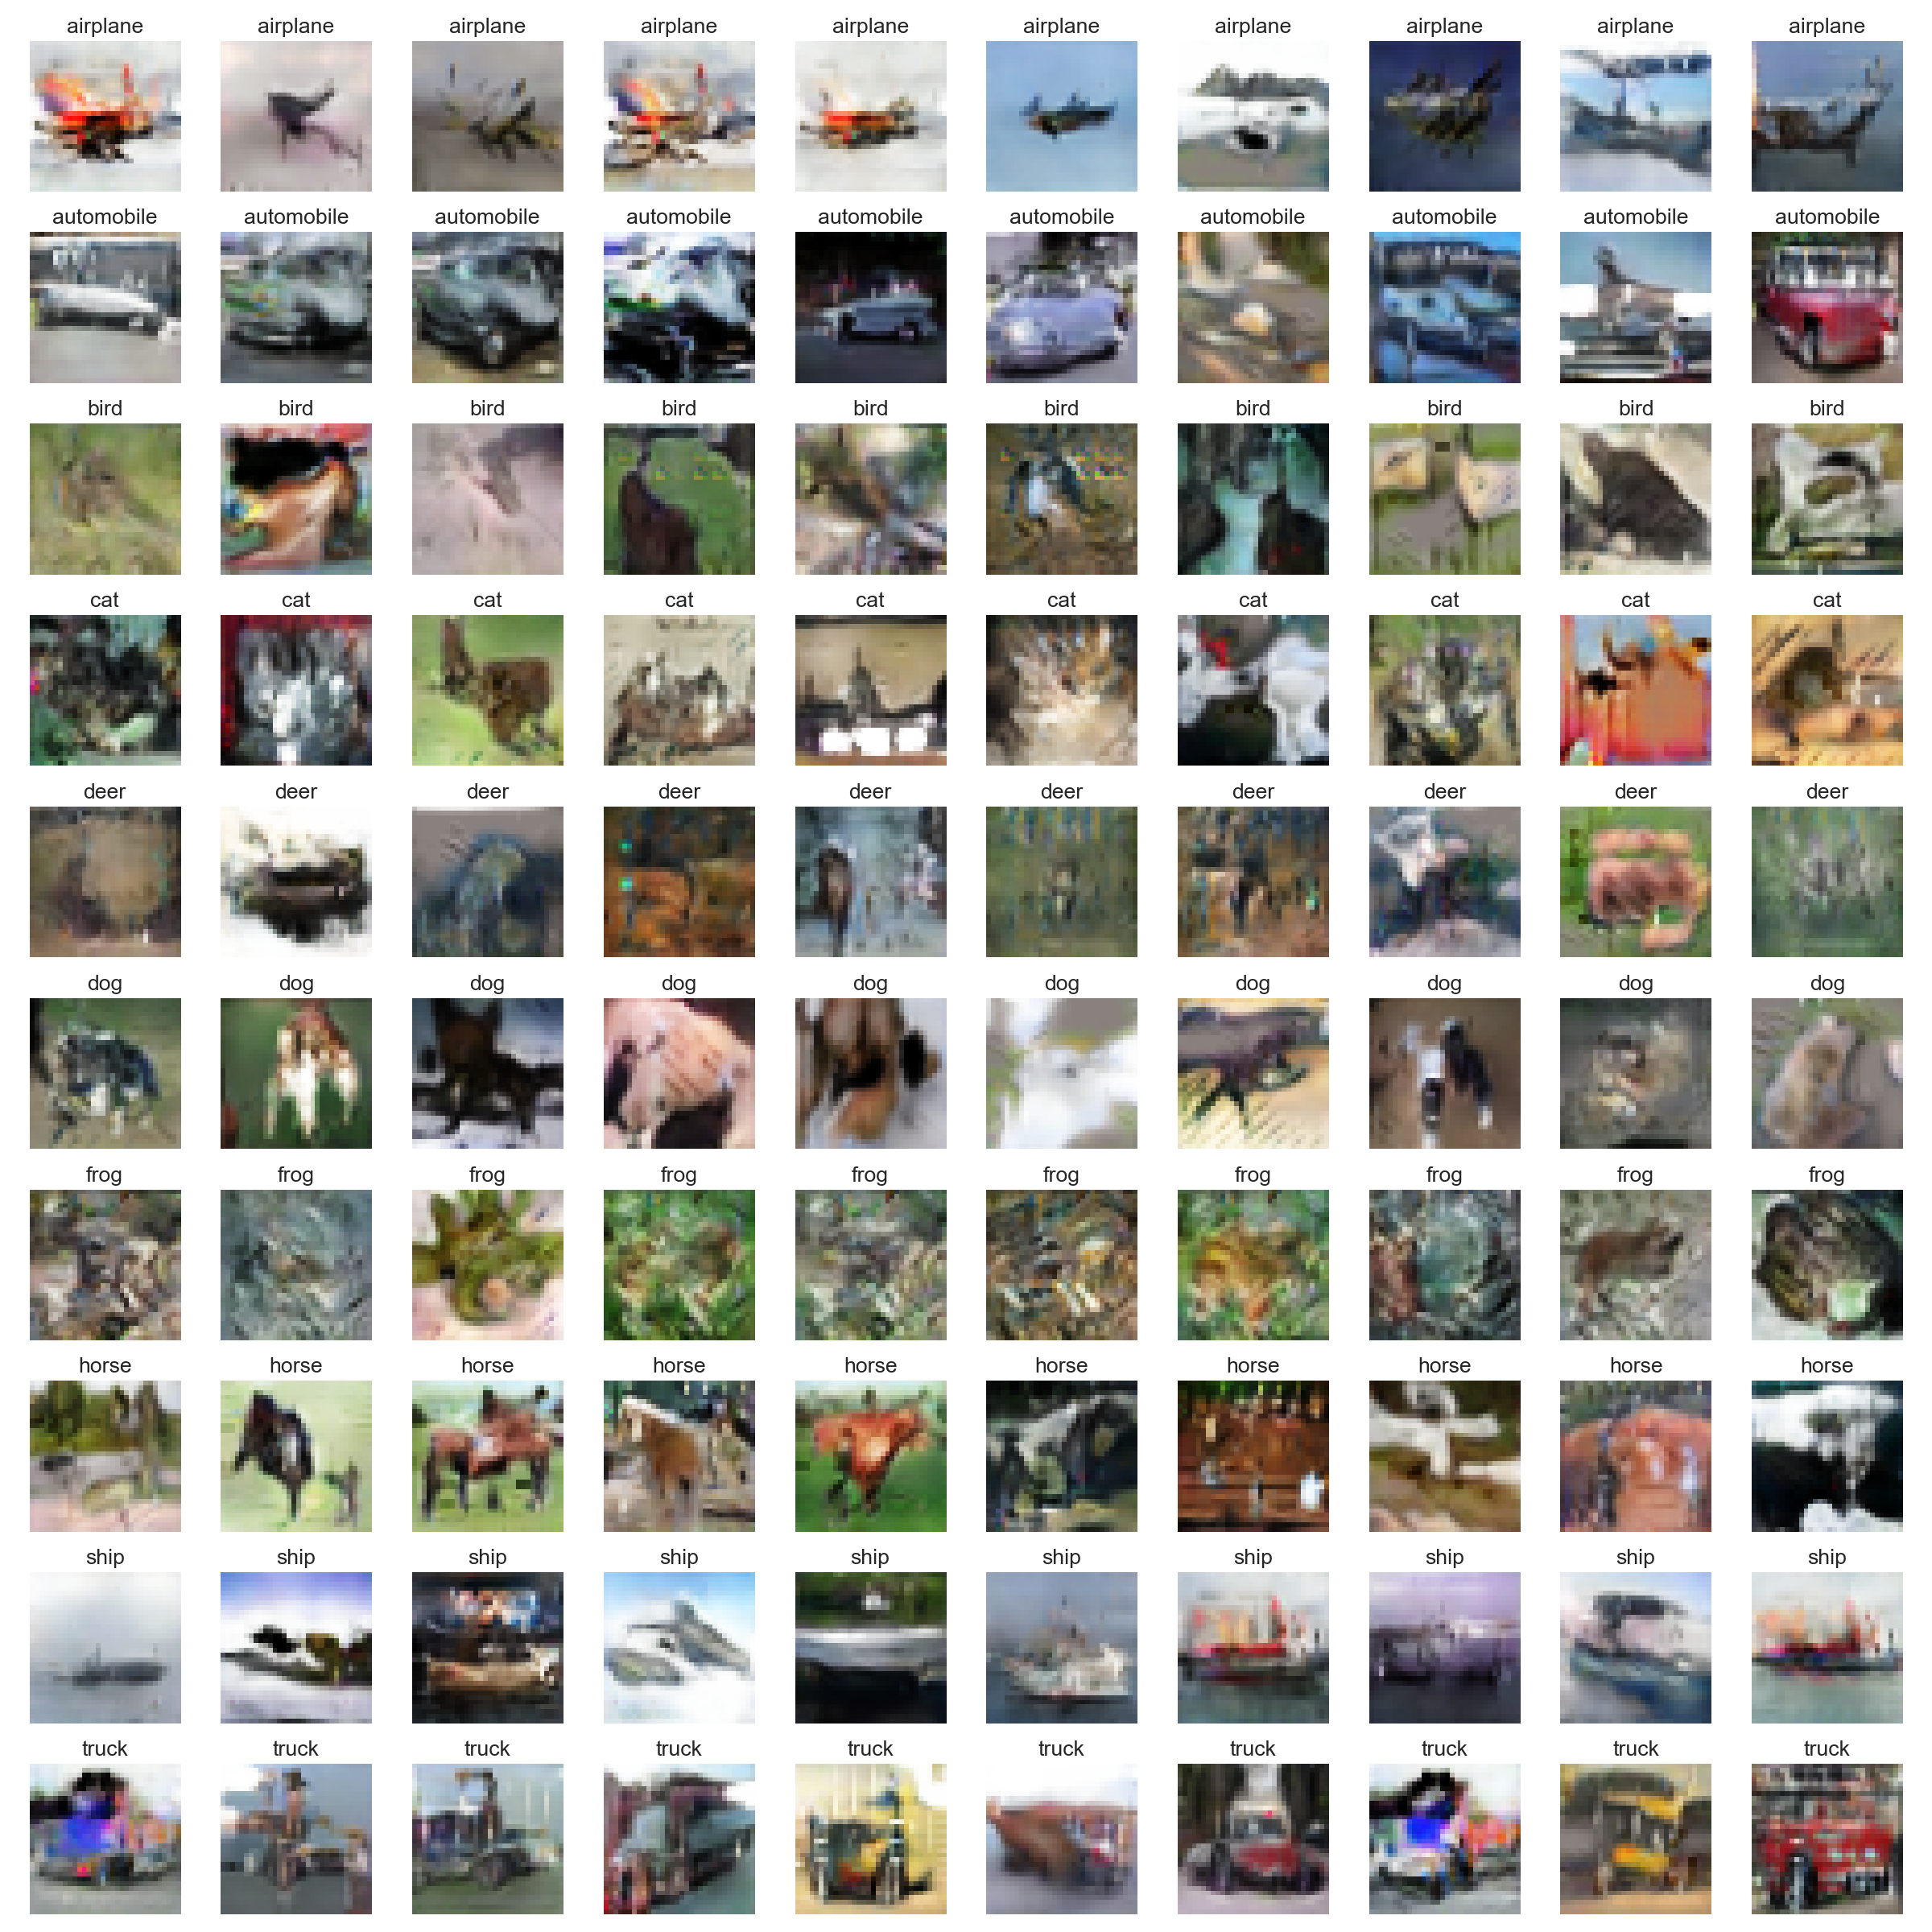 airplane airplane airplane airplane airplane airplane airplane airplane airplane airplane
automobile automobile automobile automobile automobile automobile automobile automobile automobile automobile
bird bird bird bird bird bird bird bird bird bird
cat cat cat cat cat cat cat cat cat cat
deer deer deer deer deer deer deer deer deer deer
dog dog dog dog dog dog dog dog dog dog
frog frog frog frog frog frog frog frog frog frog
horse horse horse horse horse horse horse horse horse horse
ship ship ship ship ship ship ship ship ship ship
truck truck truck truck truck truck truck truck truck truck